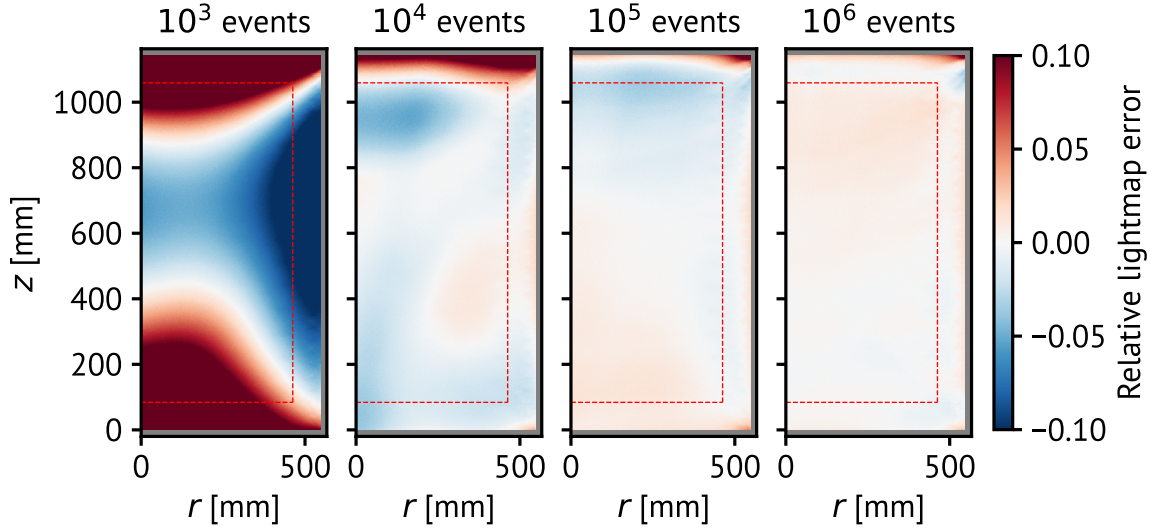 10³ events 10⁴ events 10⁵ events 10⁶ events
1000
800
600
400
200
0
z [mm]
0 500 0 500 0 500 0 500
r [mm] r [mm] r [mm] r [mm]
0.10
0.05
0.00
−0.05
−0.10
Relative lightmap error